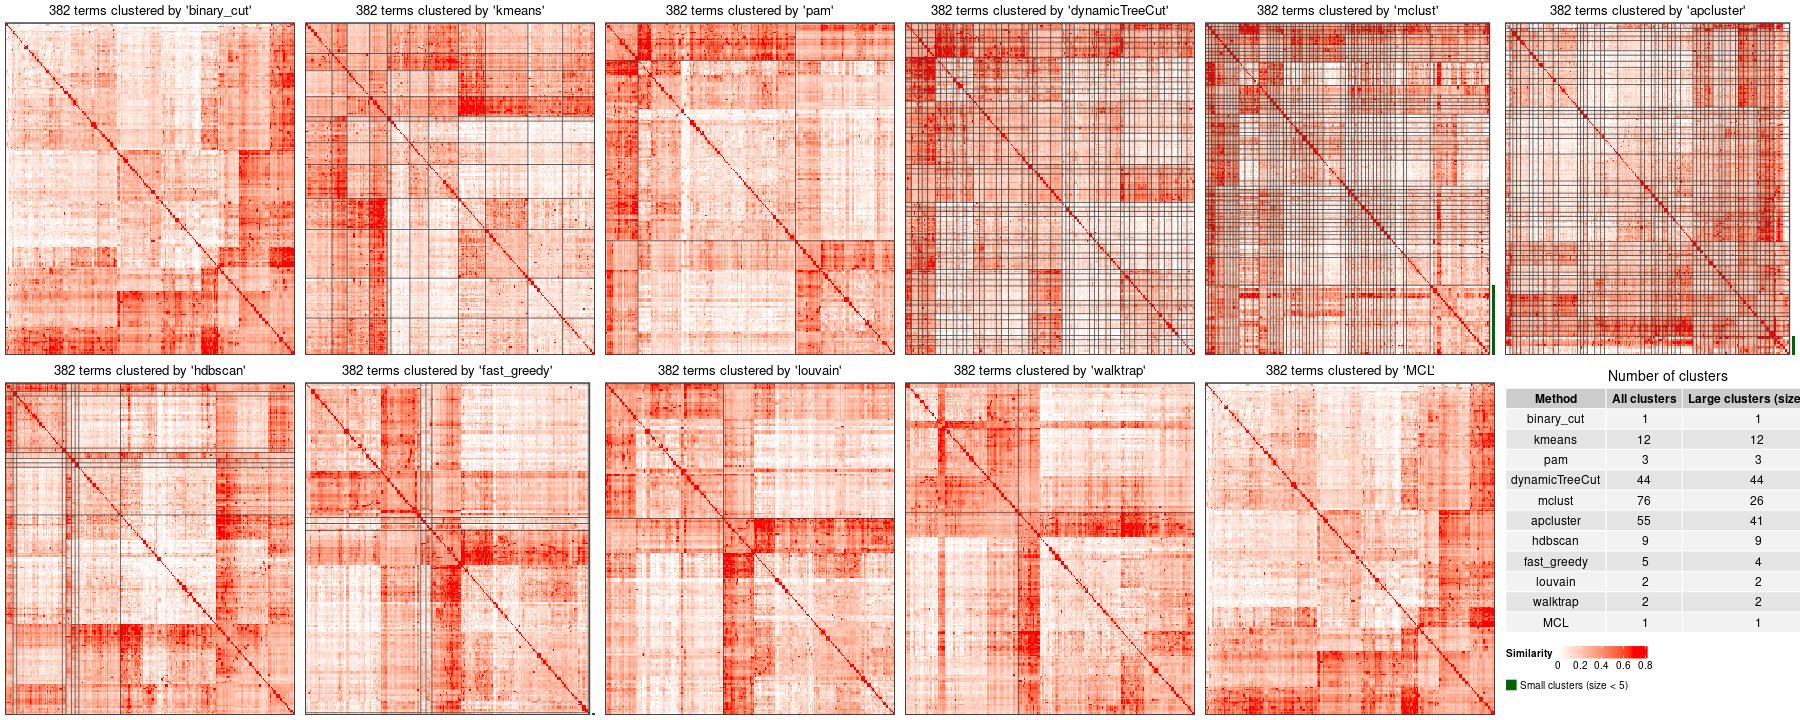 382 terms clustered by 'binary_cut'
382 terms clustered by 'kmeans'
382 terms clustered by 'pam'
382 terms clustered by 'dynamicTreeCut'
382 terms clustered by 'mclust'
382 terms clustered by 'apcluster'
382 terms clustered by 'hdbscan'
382 terms clustered by 'fast_greedy'
382 terms clustered by 'louvain'
382 terms clustered by 'walktrap'
382 terms clustered by 'MCL'
Number of clusters
Method All clusters Large clusters (size
binary_cut 1 1
kmeans 12 12
pam 3 3
dynamicTreeCut 44 44
mclust 76 26
apcluster 55 41
hdbscan 9 9
fast_greedy 5 4
louvain 2 2
walktrap 2 2
MCL 1 1
Similarity
0 0.2 0.4 0.6 0.8
Small clusters (size < 5)